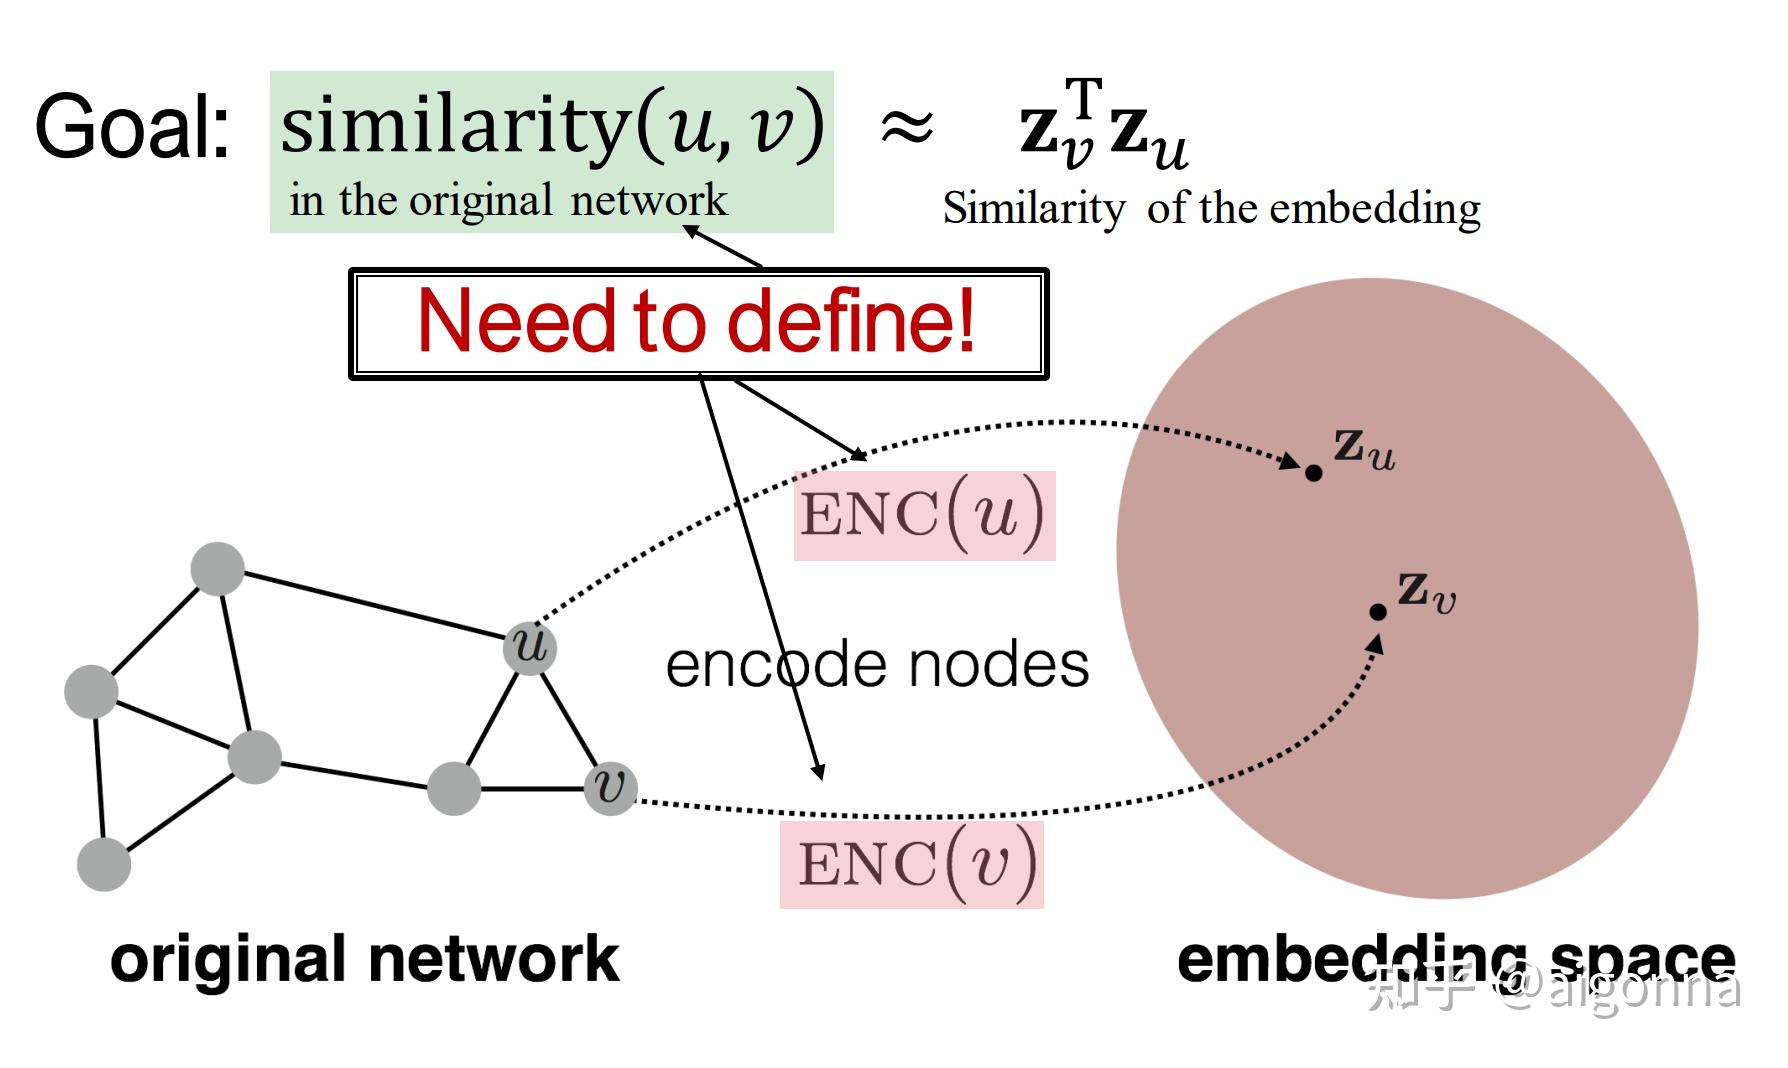 Goal: similarity(u, v) ≈ z_v^T z_u
in the original network
Similarity of the embedding
Need to define!
z_u
ENC(u)
z_v
u
encode nodes
v
ENC(v)
original network
embedding space
知乎 @aigonna